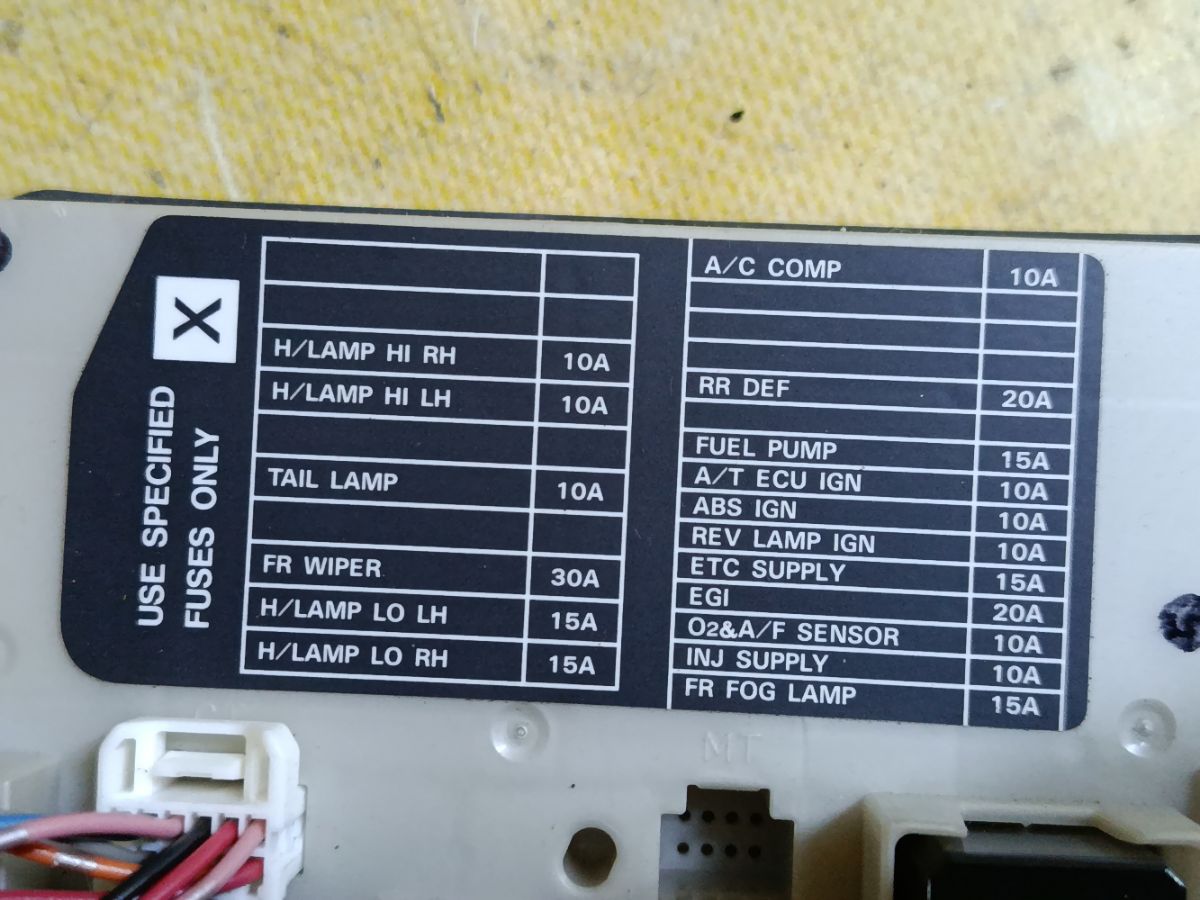 X
USE SPECIFIED
FUSES ONLY
H/LAMP HI RH 10A
H/LAMP HI LH 10A
TAIL LAMP 10A
FR WIPER 30A
H/LAMP LO LH 15A
H/LAMP LO RH 15A
A/C COMP 10A
RR DEF 20A
FUEL PUMP 15A
A/T ECU IGN 10A
ABS IGN 10A
REV LAMP IGN 10A
ETC SUPPLY 15A
EGI 20A
O2&A/F SENSOR 10A
INJ SUPPLY 10A
FR FOG LAMP 15A
MT